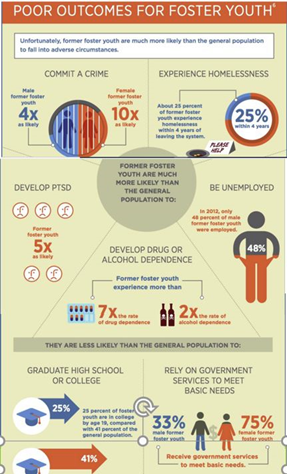 POOR OUTCOMES FOR FOSTER YOUTH⁶
Unfortunately, former foster youth are much more likely than the general population
to fall into adverse circumstances.
COMMIT A CRIME
Male
former foster
youth
4x
as likely
Female
former foster
youth
10x
as likely
EXPERIENCE HOMELESSNESS
About 25 percent
of former foster
youth experience
homelessness
within 4 years of
leaving the system.
25%
within 4 years
PLEASE
HELP
FORMER FOSTER
YOUTH ARE MUCH
MORE LIKELY THAN
THE GENERAL
POPULATION TO:
DEVELOP PTSD
Former
foster youth
5x
as likely
BE UNEMPLOYED
In 2012, only
48 percent of male
former foster youth
were employed.
48%
DEVELOP DRUG OR
ALCOHOL DEPENDENCE
Former foster youth
experience more than
7x the rate
of drug dependence
2x the rate of
alcohol dependence
THEY ARE LESS LIKELY THAN THE GENERAL POPULATION TO:
GRADUATE HIGH SCHOOL
OR COLLEGE
25%
25 percent of foster
youth graduate
college by age 19, compared
with 41 percent of the
general population.
41%
RELY ON GOVERNMENT
SERVICES TO MEET
BASIC NEEDS
33%
male former
foster youth
75%
female former
foster youth
Receive government services
to meet basic needs.